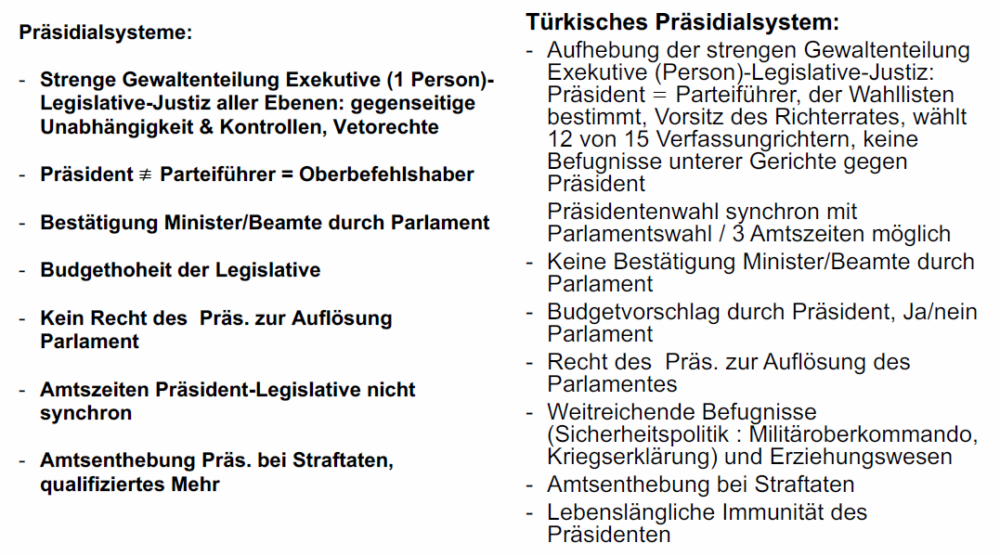 Präsidialsysteme:
- Strenge Gewaltenteilung Exekutive (1 Person)-
Legislative-Justiz aller Ebenen: gegenseitige
Unabhängigkeit & Kontrollen, Vetorechte
- Präsident ≢ Parteiführer = Oberbefehlshaber
- Bestätigung Minister/Beamte durch Parlament
- Budgethoheit der Legislative
- Kein Recht des  Präs. zur Auflösung
Parlament
- Amtszeiten Präsident-Legislative nicht
synchron
- Amtsenthebung Präs. bei Straftaten,
qualifiziertes Mehr
Türkisches Präsidialsystem:
- Aufhebung der strengen Gewaltenteilung
Exekutive (Person)-Legislative-Justiz:
Präsident = Parteiführer, der Wahllisten
bestimmt, Vorsitz des Richterrates, wählt
12 von 15 Verfassungrichtern, keine
Befugnisse unterer Gerichte gegen
Präsident
Präsidentenwahl synchron mit
Parlamentswahl / 3 Amtszeiten möglich
- Keine Bestätigung Minister/Beamte durch
Parlament
- Budgetvorschlag durch Präsident, Ja/nein
Parlament
- Recht des  Präs. zur Auflösung des
Parlamentes
- Weitreichende Befugnisse
(Sicherheitspolitik : Militäroberkommando,
Kriegserklärung) und Erziehungswesen
- Amtsenthebung bei Straftaten
- Lebenslängliche Immunität des
Präsidenten